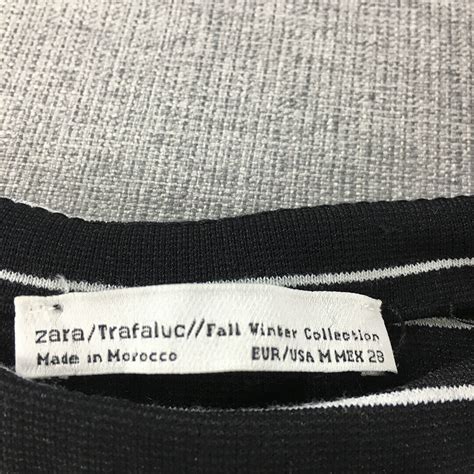 zara/Trafaluc//Fall Winter Collection
Made in Morocco EUR/USA M MEX 28